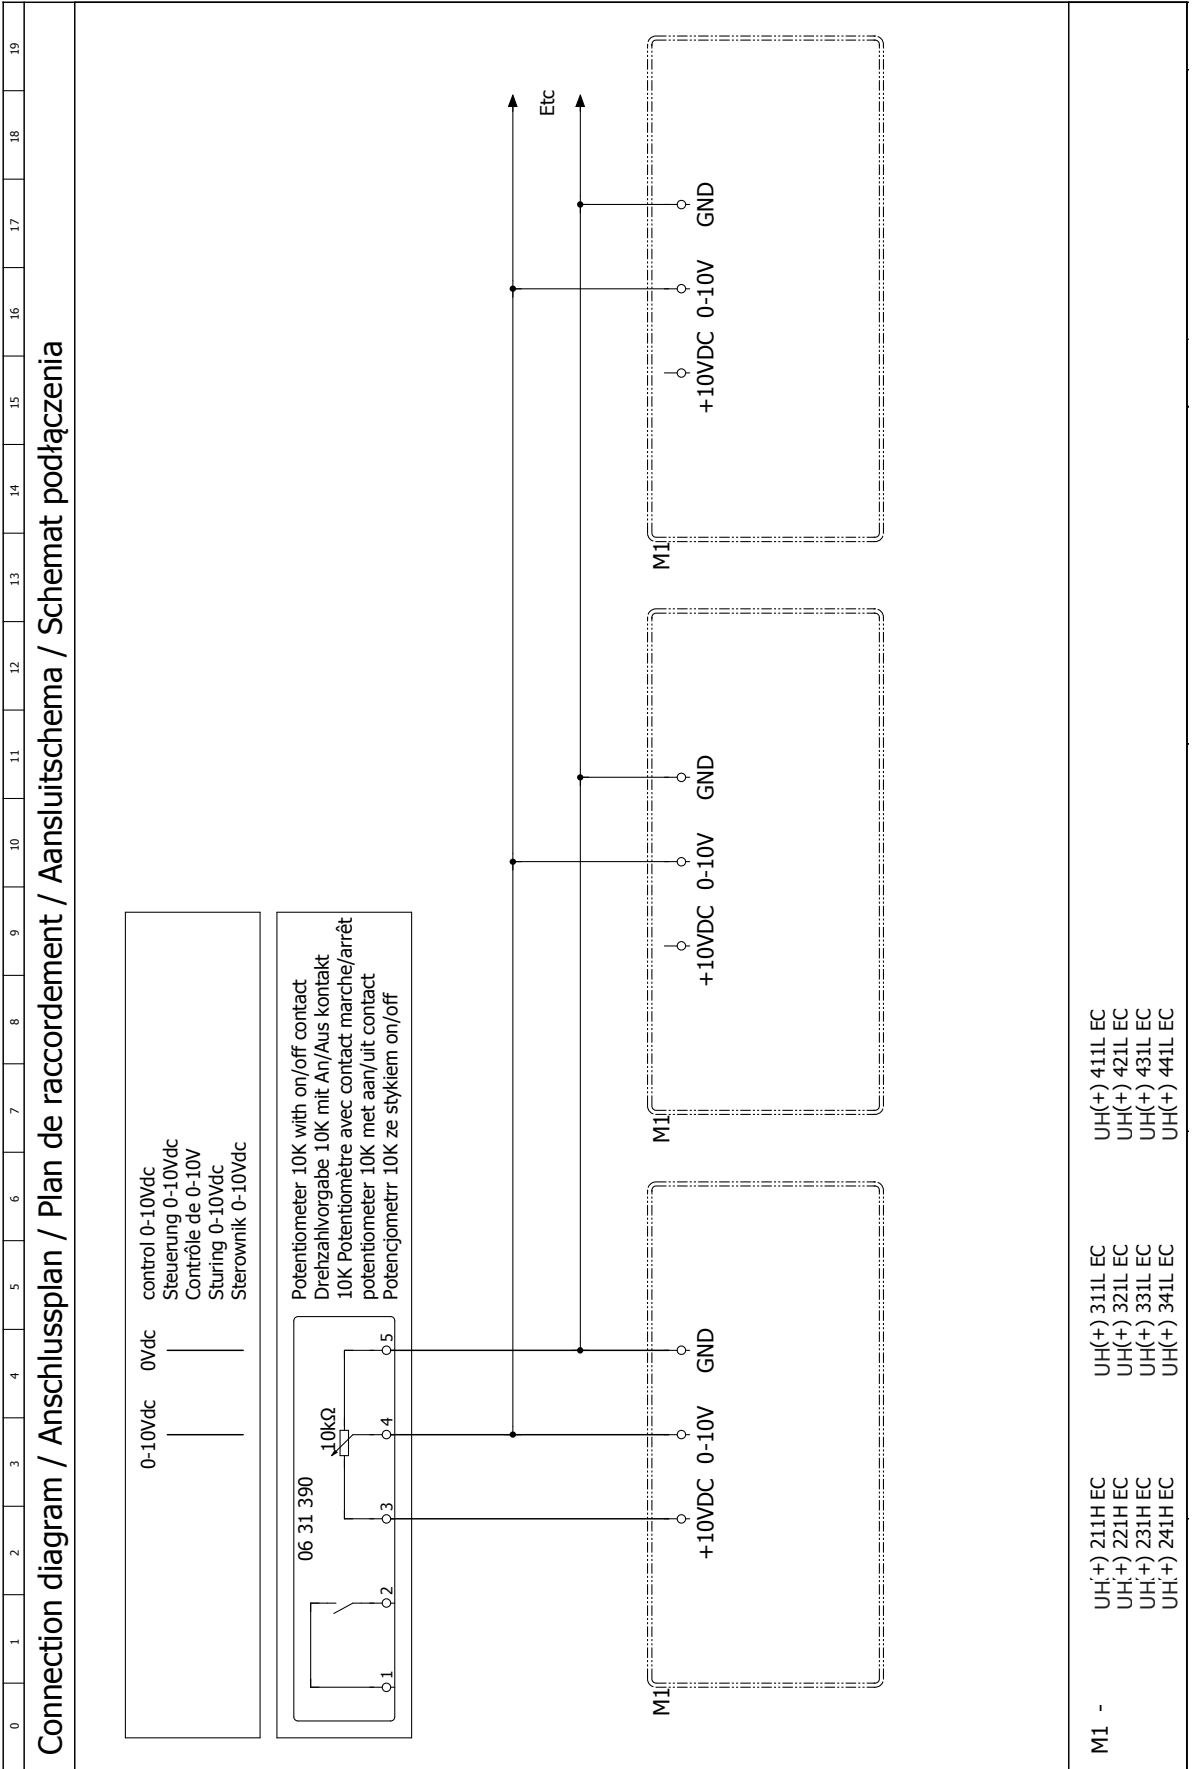 0 1 2 3 4 5 6 7 8 9 10 11 12 13 14 15 16 17 18 19
Connection diagram / Anschlussplan / Plan de raccordement / Aansluitschema / Schemat podłączenia
0-10Vdc 0Vdc
control 0-10Vdc
Steuerung 0-10Vdc
Contrôle de 0-10V
Sturing 0-10Vdc
Sterownik 0-10Vdc
06 31 390
10kΩ
1 2 3 4 5
Potentiometer 10K with on/off contact
Drehzahlvorgabe 10K mit An/Aus kontakt
10K Potentiomètre avec contact marche/arrêt
potentiometer 10K met aan/uit contact
Potencjometrr 10K ze stykiem on/off
Etc
M1
+10VDC 0-10V GND
M1
+10VDC 0-10V GND
M1
+10VDC 0-10V GND
M1 -
UH(+) 211H EC
UH(+) 221H EC
UH(+) 231H EC
UH(+) 241H EC
UH(+) 311L EC
UH(+) 321L EC
UH(+) 331L EC
UH(+) 341L EC
UH(+) 411L EC
UH(+) 421L EC
UH(+) 431L EC
UH(+) 441L EC